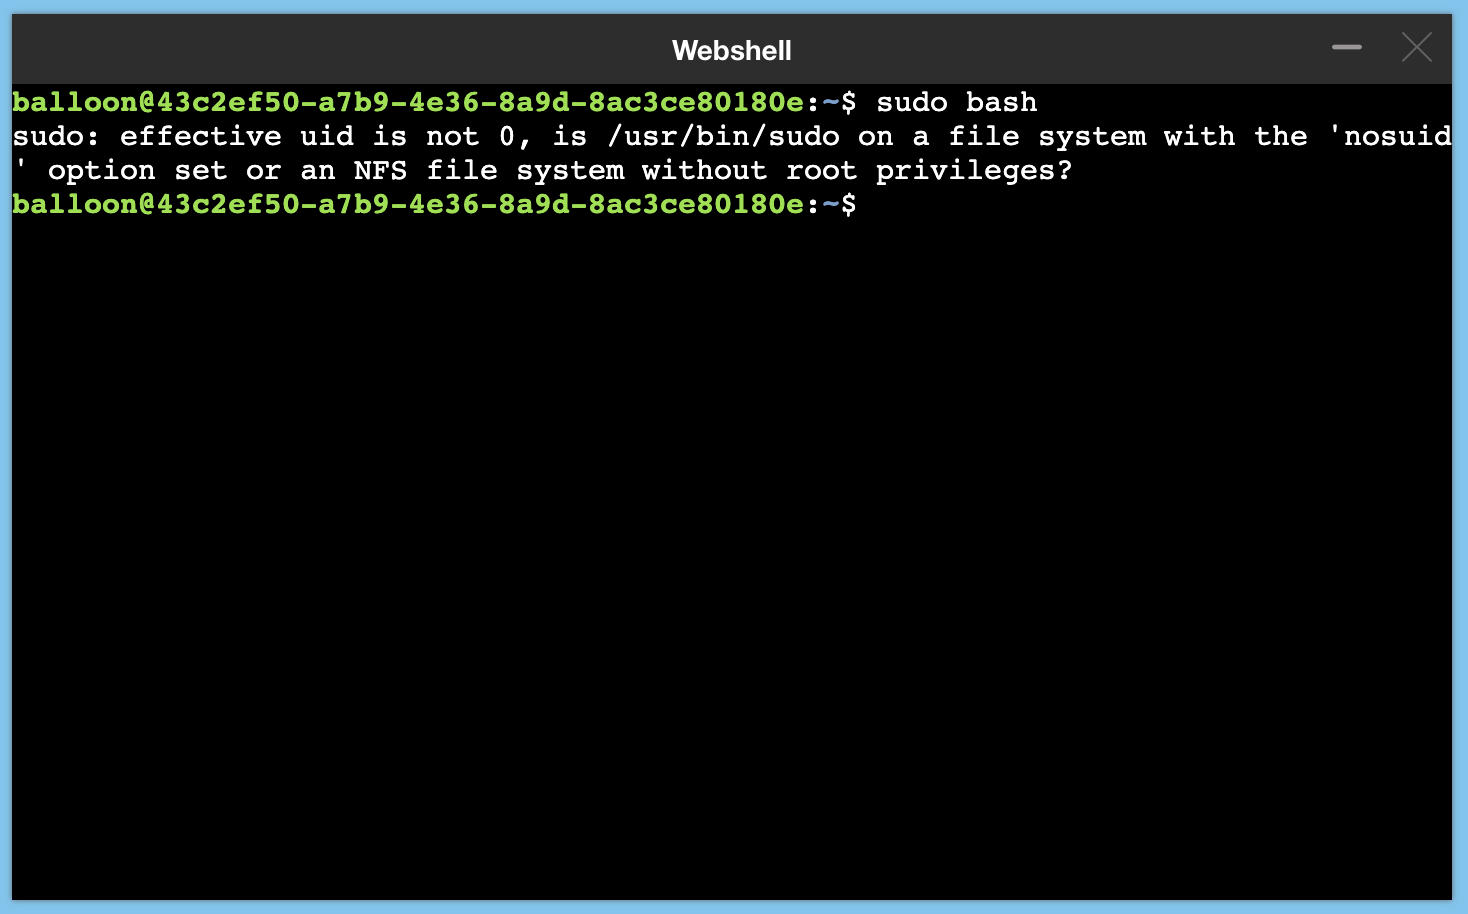 Webshell
balloon@43c2ef50-a7b9-4e36-8a9d-8ac3ce80180e:~$ sudo bash
sudo: effective uid is not 0, is /usr/bin/sudo on a file system with the 'nosuid
' option set or an NFS file system without root privileges?
balloon@43c2ef50-a7b9-4e36-8a9d-8ac3ce80180e:~$